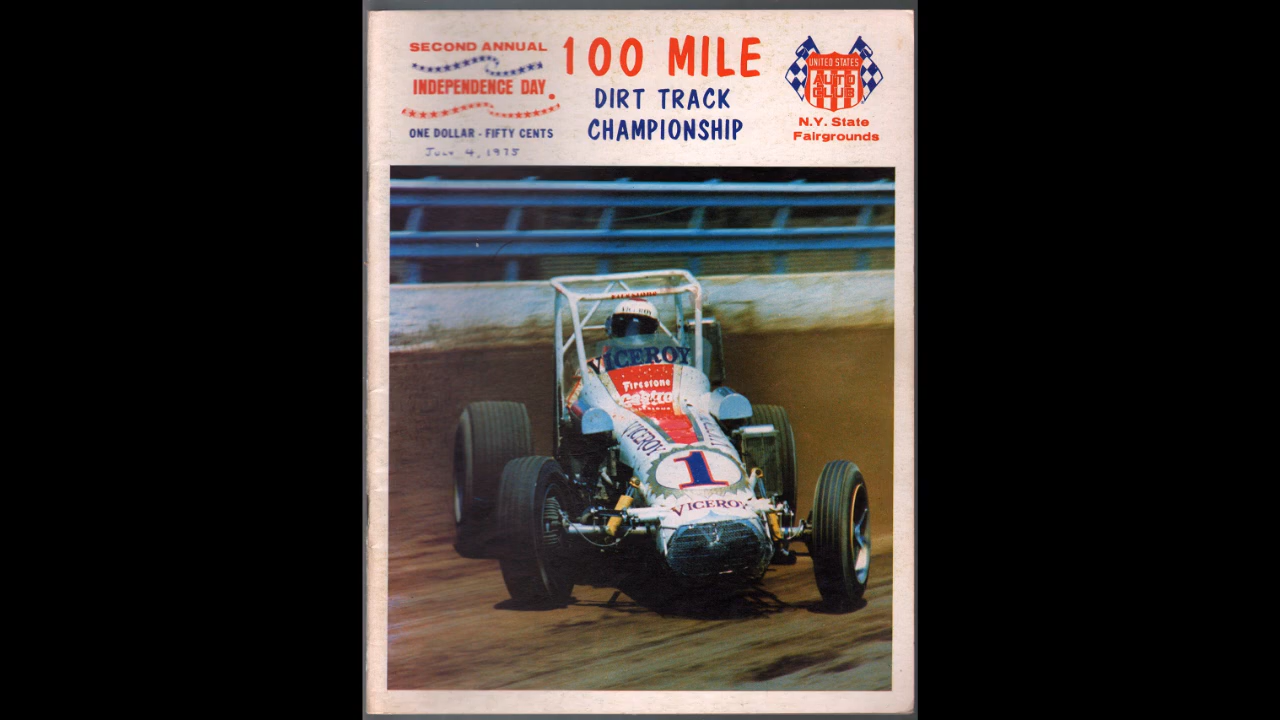 SECOND ANNUAL
INDEPENDENCE DAY
ONE DOLLAR - FIFTY CENTS
July 4, 1975
100 MILE
DIRT TRACK
CHAMPIONSHIP
UNITED STATES
AUTO
CLUB
N.Y. State
Fairgrounds
Firestone
VICEROY
Firestone
VICEROY
1
VICEROY